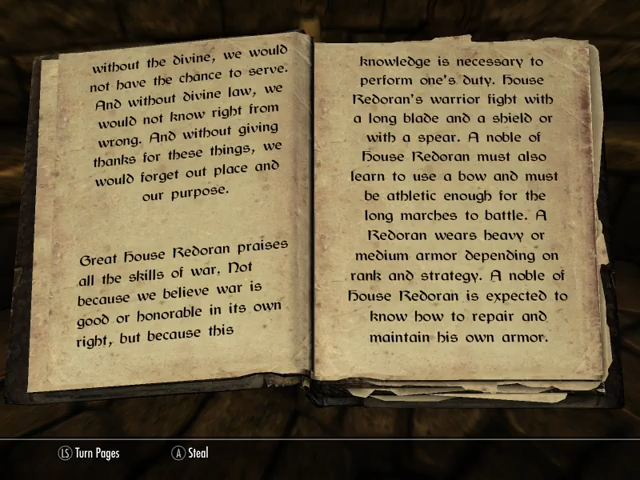 without the divine, we would
not have the chance to serve.
And without divine law, we
would not know right from
wrong. And without giving
thanks for these things, we
would forget out place and
our purpose.
Great House Redoran praises
all the skills of war. Not
because we believe war is
good or honorable in its own
right, but because this
knowledge is necessary to
perform one's duty. House
Redoran's warrior fight with
a long blade and a shield or
with a spear. A noble of
House Redoran must also
learn to use a bow and must
be athletic enough for the
long marches to battle. A
Redoran wears heavy or
medium armor depending on
rank and strategy. A noble of
House Redoran is expected to
know how to repair and
maintain his own armor.
LS Turn Pages
A Steal